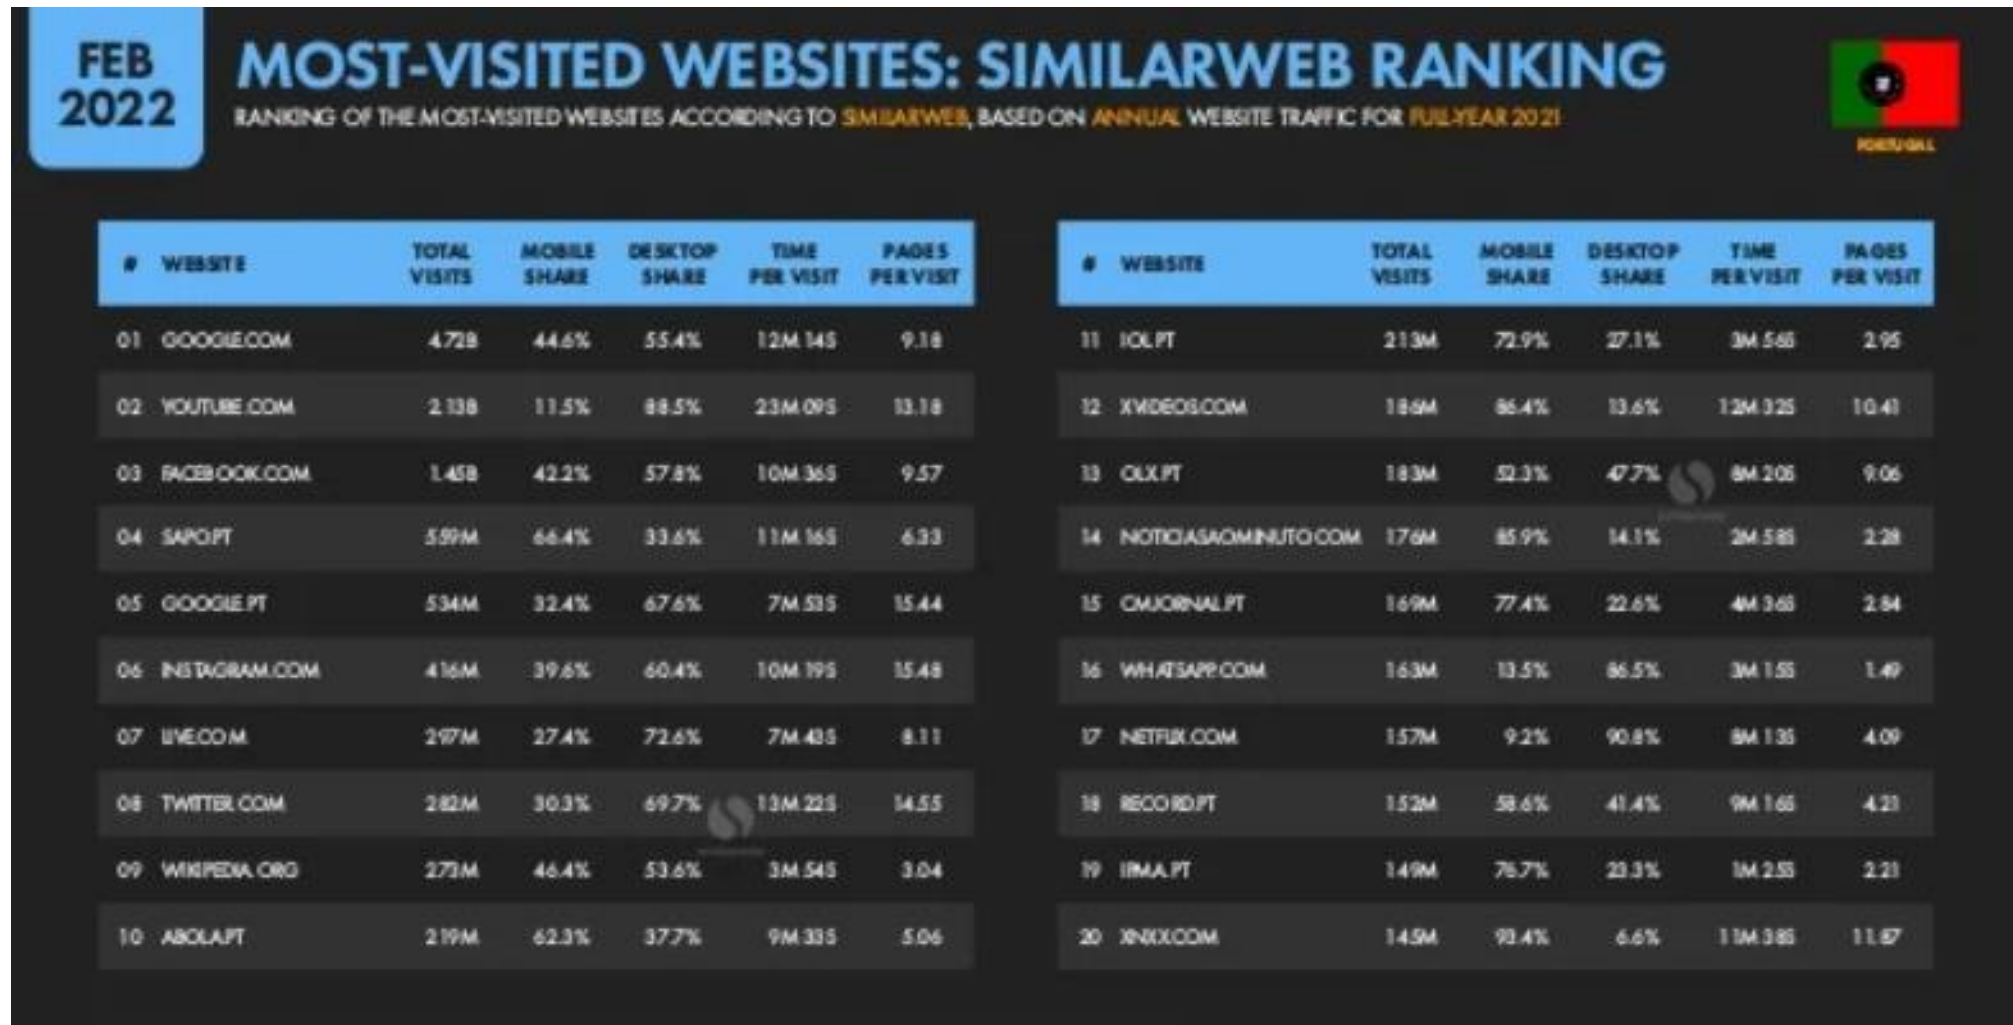 FEB
2022
MOST-VISITED WEBSITES: SIMILARWEB RANKING
RANKING OF THE MOST-VISITED WEBSITES ACCORDING TO SIMILARWEB, BASED ON ANNUAL WEBSITE TRAFFIC FOR FULL-YEAR 2021
PORTUGAL
# WEBSITE TOTAL VISITS MOBILE SHARE DESKTOP SHARE TIME PER VISIT PAGES PER VISIT
01 GOOGLE.COM 4.72B 44.6% 55.4% 12M 14S 9.18
02 YOUTUBE.COM 2.13B 11.5% 88.5% 23M 09S 13.18
03 FACEBOOK.COM 1.45B 42.2% 57.8% 10M 36S 9.57
04 SAPO.PT 559M 66.4% 33.6% 11M 16S 6.33
05 GOOGLE.PT 534M 32.4% 67.6% 7M 53S 15.44
06 INSTAGRAM.COM 416M 39.6% 60.4% 10M 19S 15.48
07 LIVE.COM 297M 27.4% 72.6% 7M 43S 8.11
08 TWITTER.COM 282M 30.3% 69.7% 13M 22S 14.55
09 WIKIPEDIA.ORG 273M 46.4% 53.6% 3M 54S 3.04
10 ABOLA.PT 219M 62.3% 37.7% 9M 33S 5.06
# WEBSITE TOTAL VISITS MOBILE SHARE DESKTOP SHARE TIME PER VISIT PAGES PER VISIT
11 IOL.PT 213M 72.9% 27.1% 3M 56S 2.95
12 XVIDEOS.COM 186M 86.4% 13.6% 12M 32S 10.41
13 OLX.PT 183M 52.3% 47.7% 8M 20S 9.06
14 NOTICIASAOMINUTO.COM 176M 85.9% 14.1% 2M 58S 2.28
15 CMJORNAL.PT 169M 77.4% 22.6% 4M 36S 2.84
16 WHATSAPP.COM 163M 13.5% 86.5% 3M 15S 1.49
17 NETFLIX.COM 157M 9.2% 90.8% 8M 13S 4.09
18 RECORD.PT 152M 58.6% 41.4% 9M 16S 4.21
19 IPMA.PT 149M 76.7% 23.3% 1M 25S 2.21
20 XNXX.COM 145M 93.4% 6.6% 11M 38S 11.87